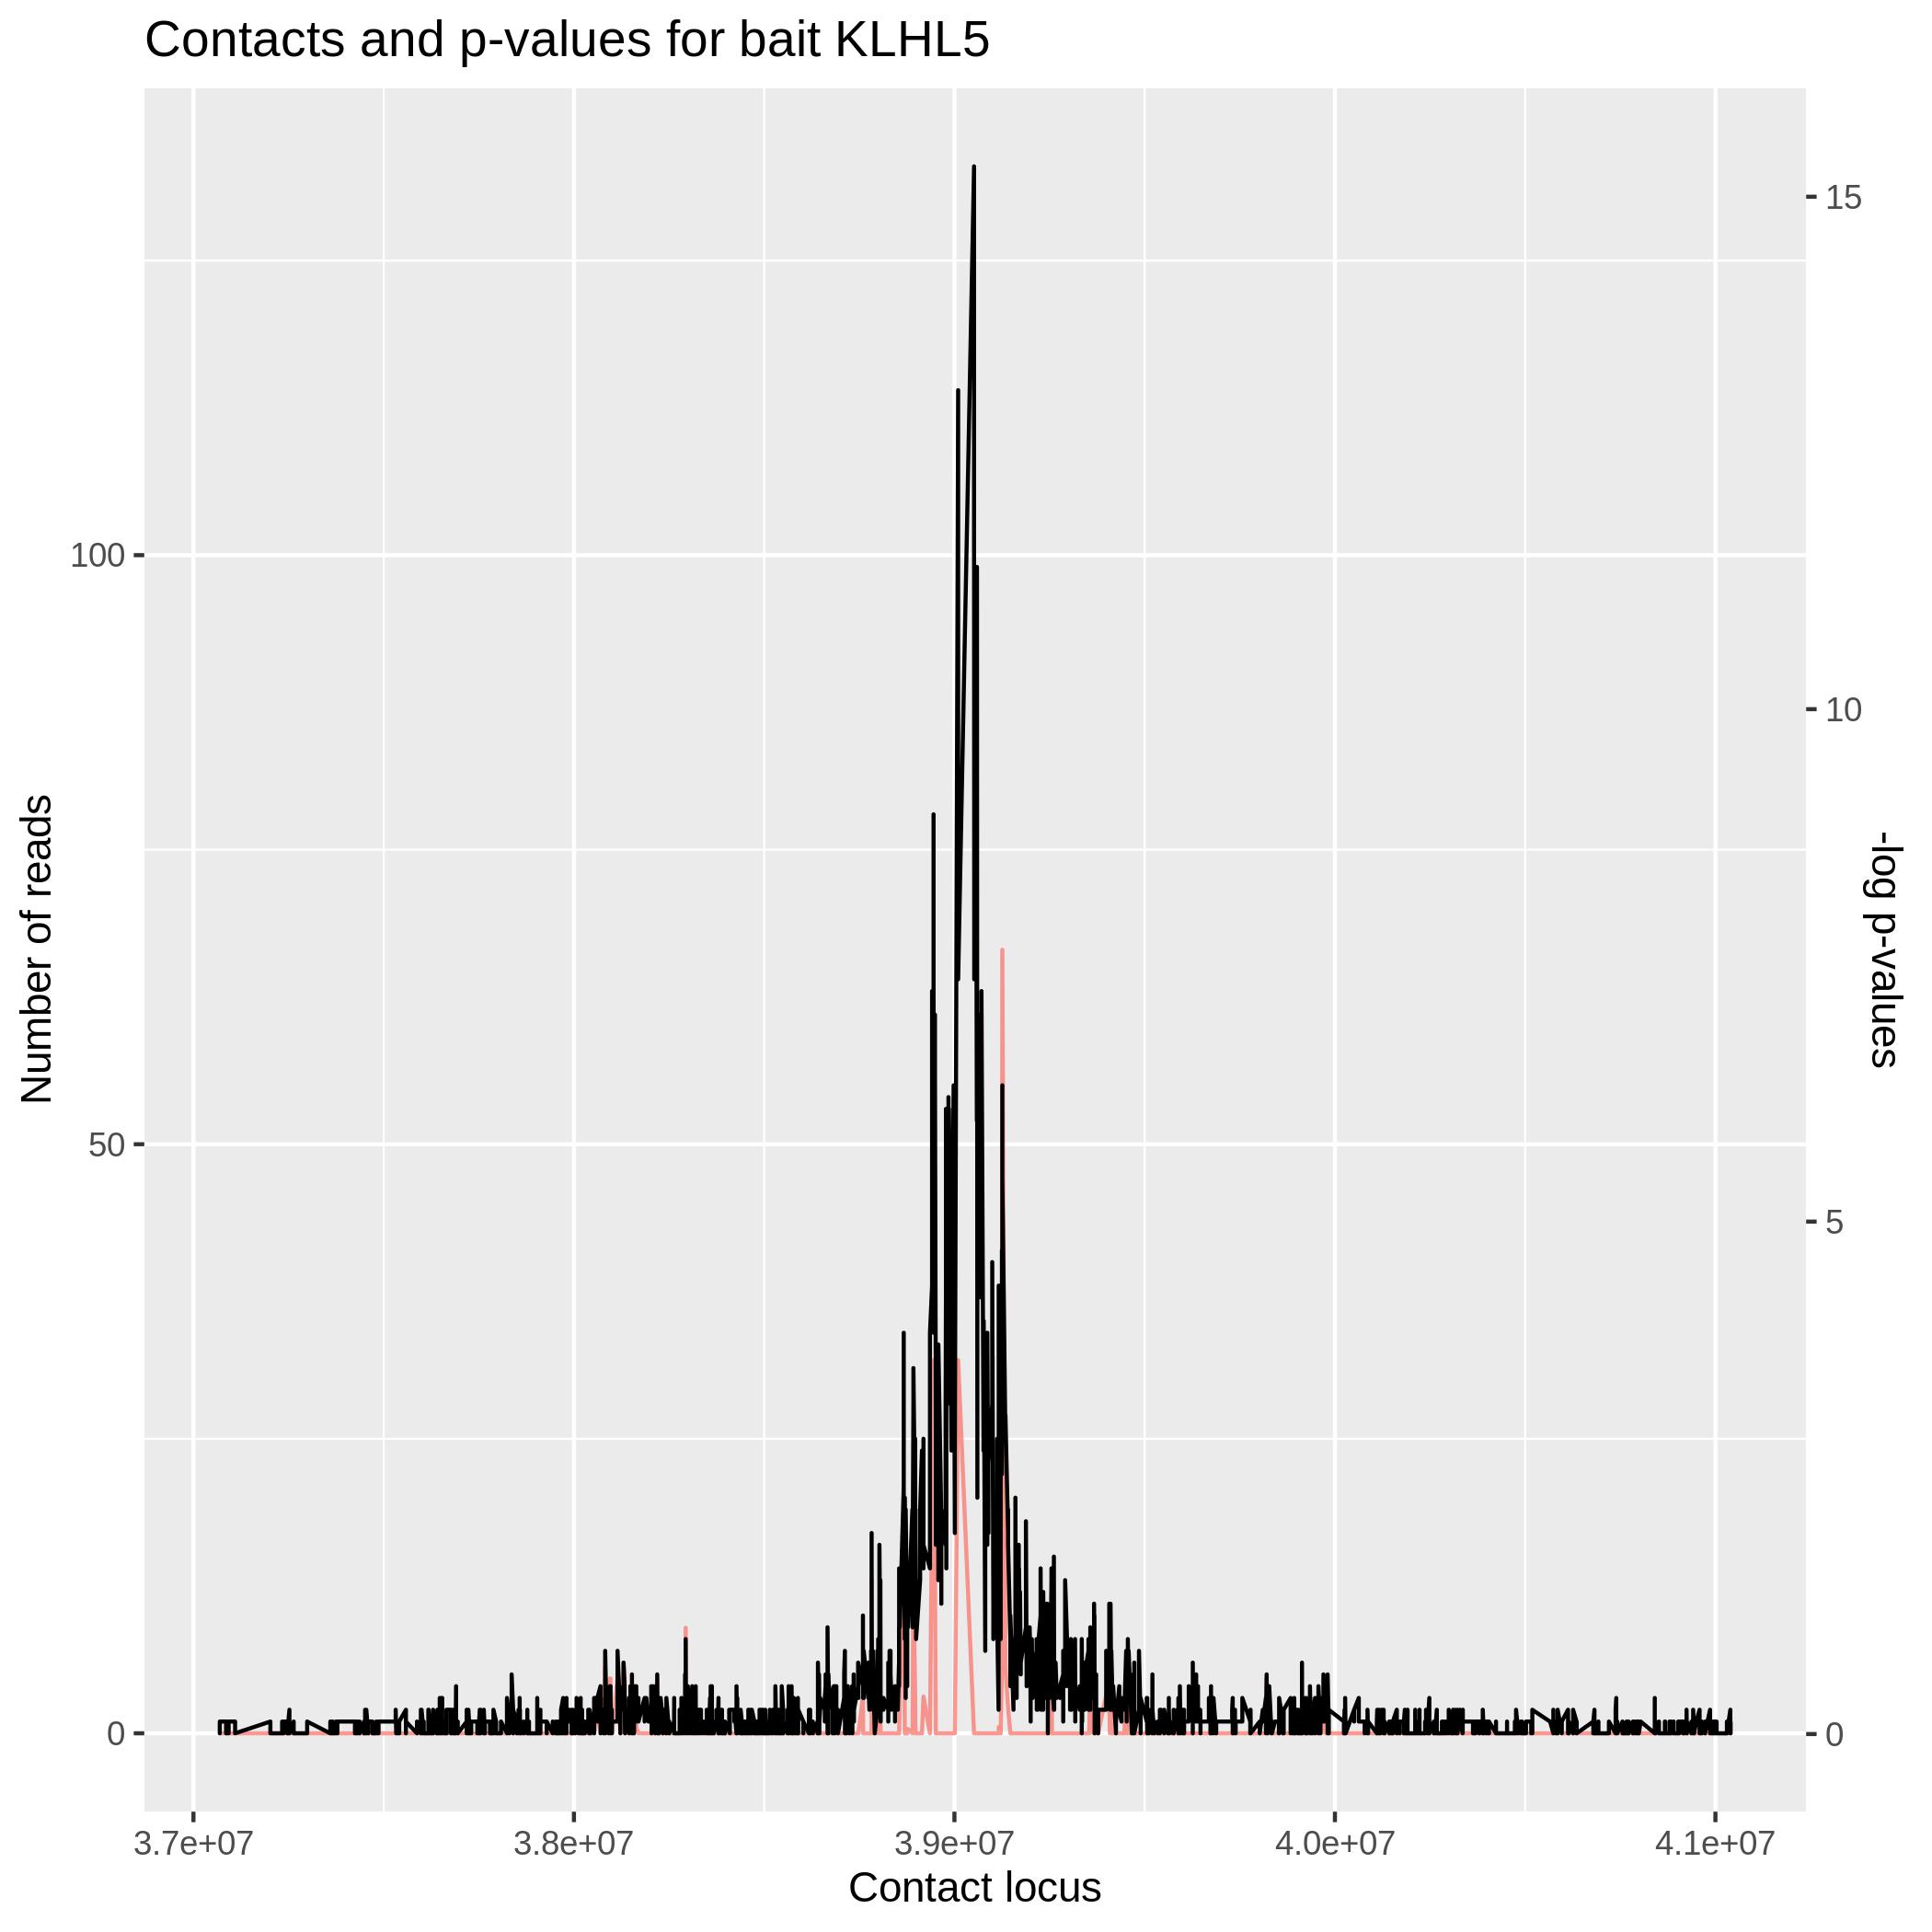 Contacts and p-values for bait KLHL5
Number of reads
100
50
0
15
10
5
0
-log p-values
3.7e+07
3.8e+07
3.9e+07
4.0e+07
4.1e+07
Contact locus